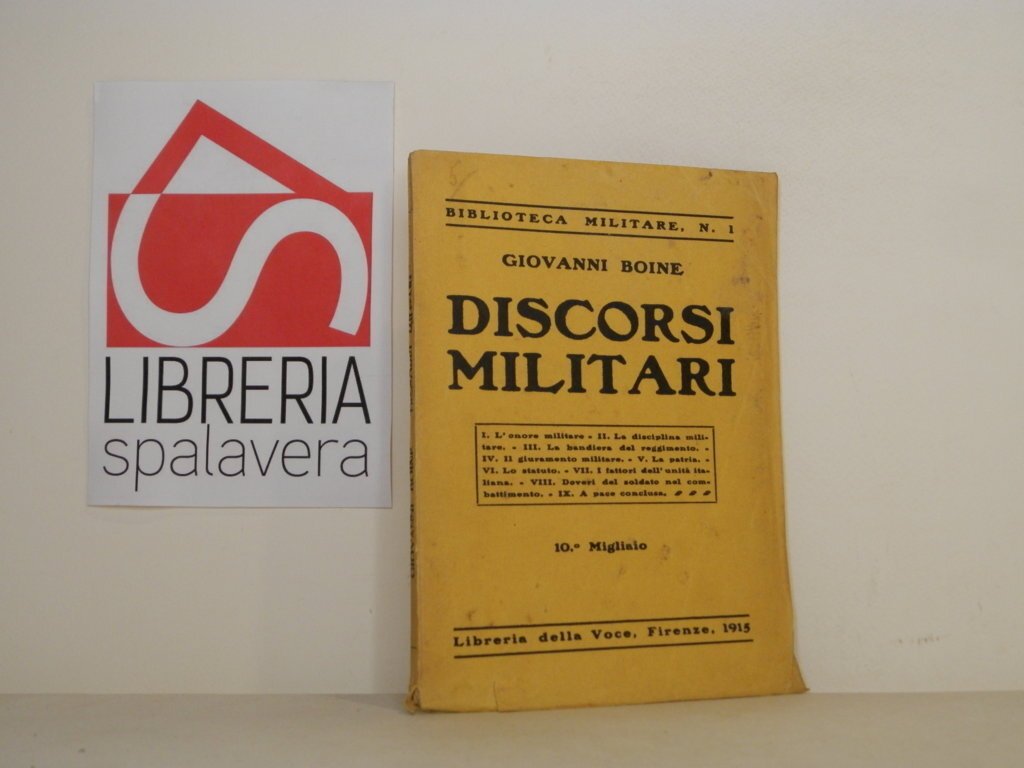 LIBRERIA
spalavera
BIBLIOTECA MILITARE, N. 1
GIOVANNI BOINE
DISCORSI
MILITARI
I. L'onore militare - II. La disciplina mili-
tare. - III. La bandiera del reggimento. -
IV. Il giuramento militare. - V. La patria. -
VI. Lo statuto. - VII. I fattori dell'unità ita-
liana. - VIII. Doveri del soldato nel com-
battimento. - IX. A pace conclusa.
10.º Migliaio
Libreria della Voce, Firenze, 1915